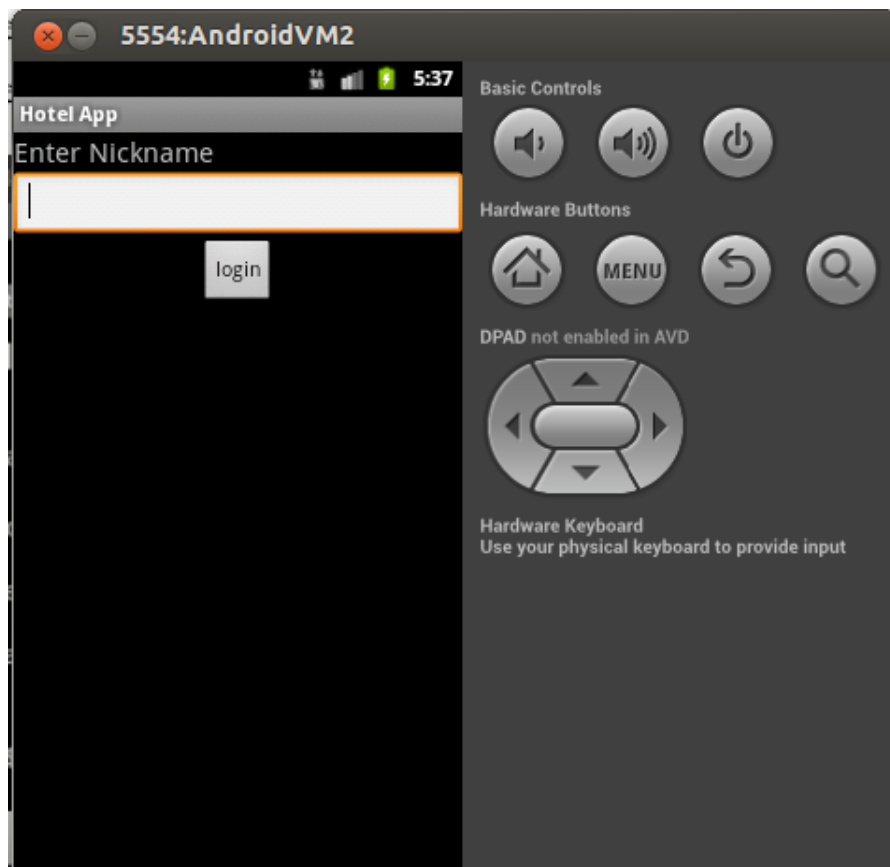 5554:AndroidVM2
5:37
Hotel App
Enter Nickname
login
Basic Controls
Hardware Buttons
MENU
DPAD not enabled in AVD
Hardware Keyboard
Use your physical keyboard to provide input